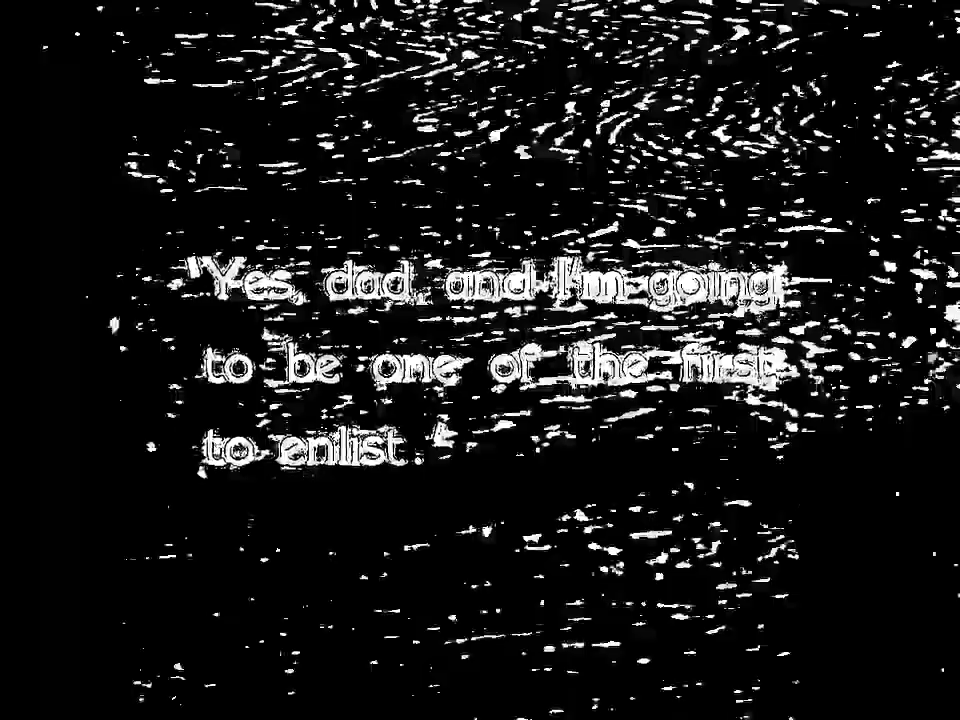 "Yes, dad, and I'm going
to be one of the first
to enlist."